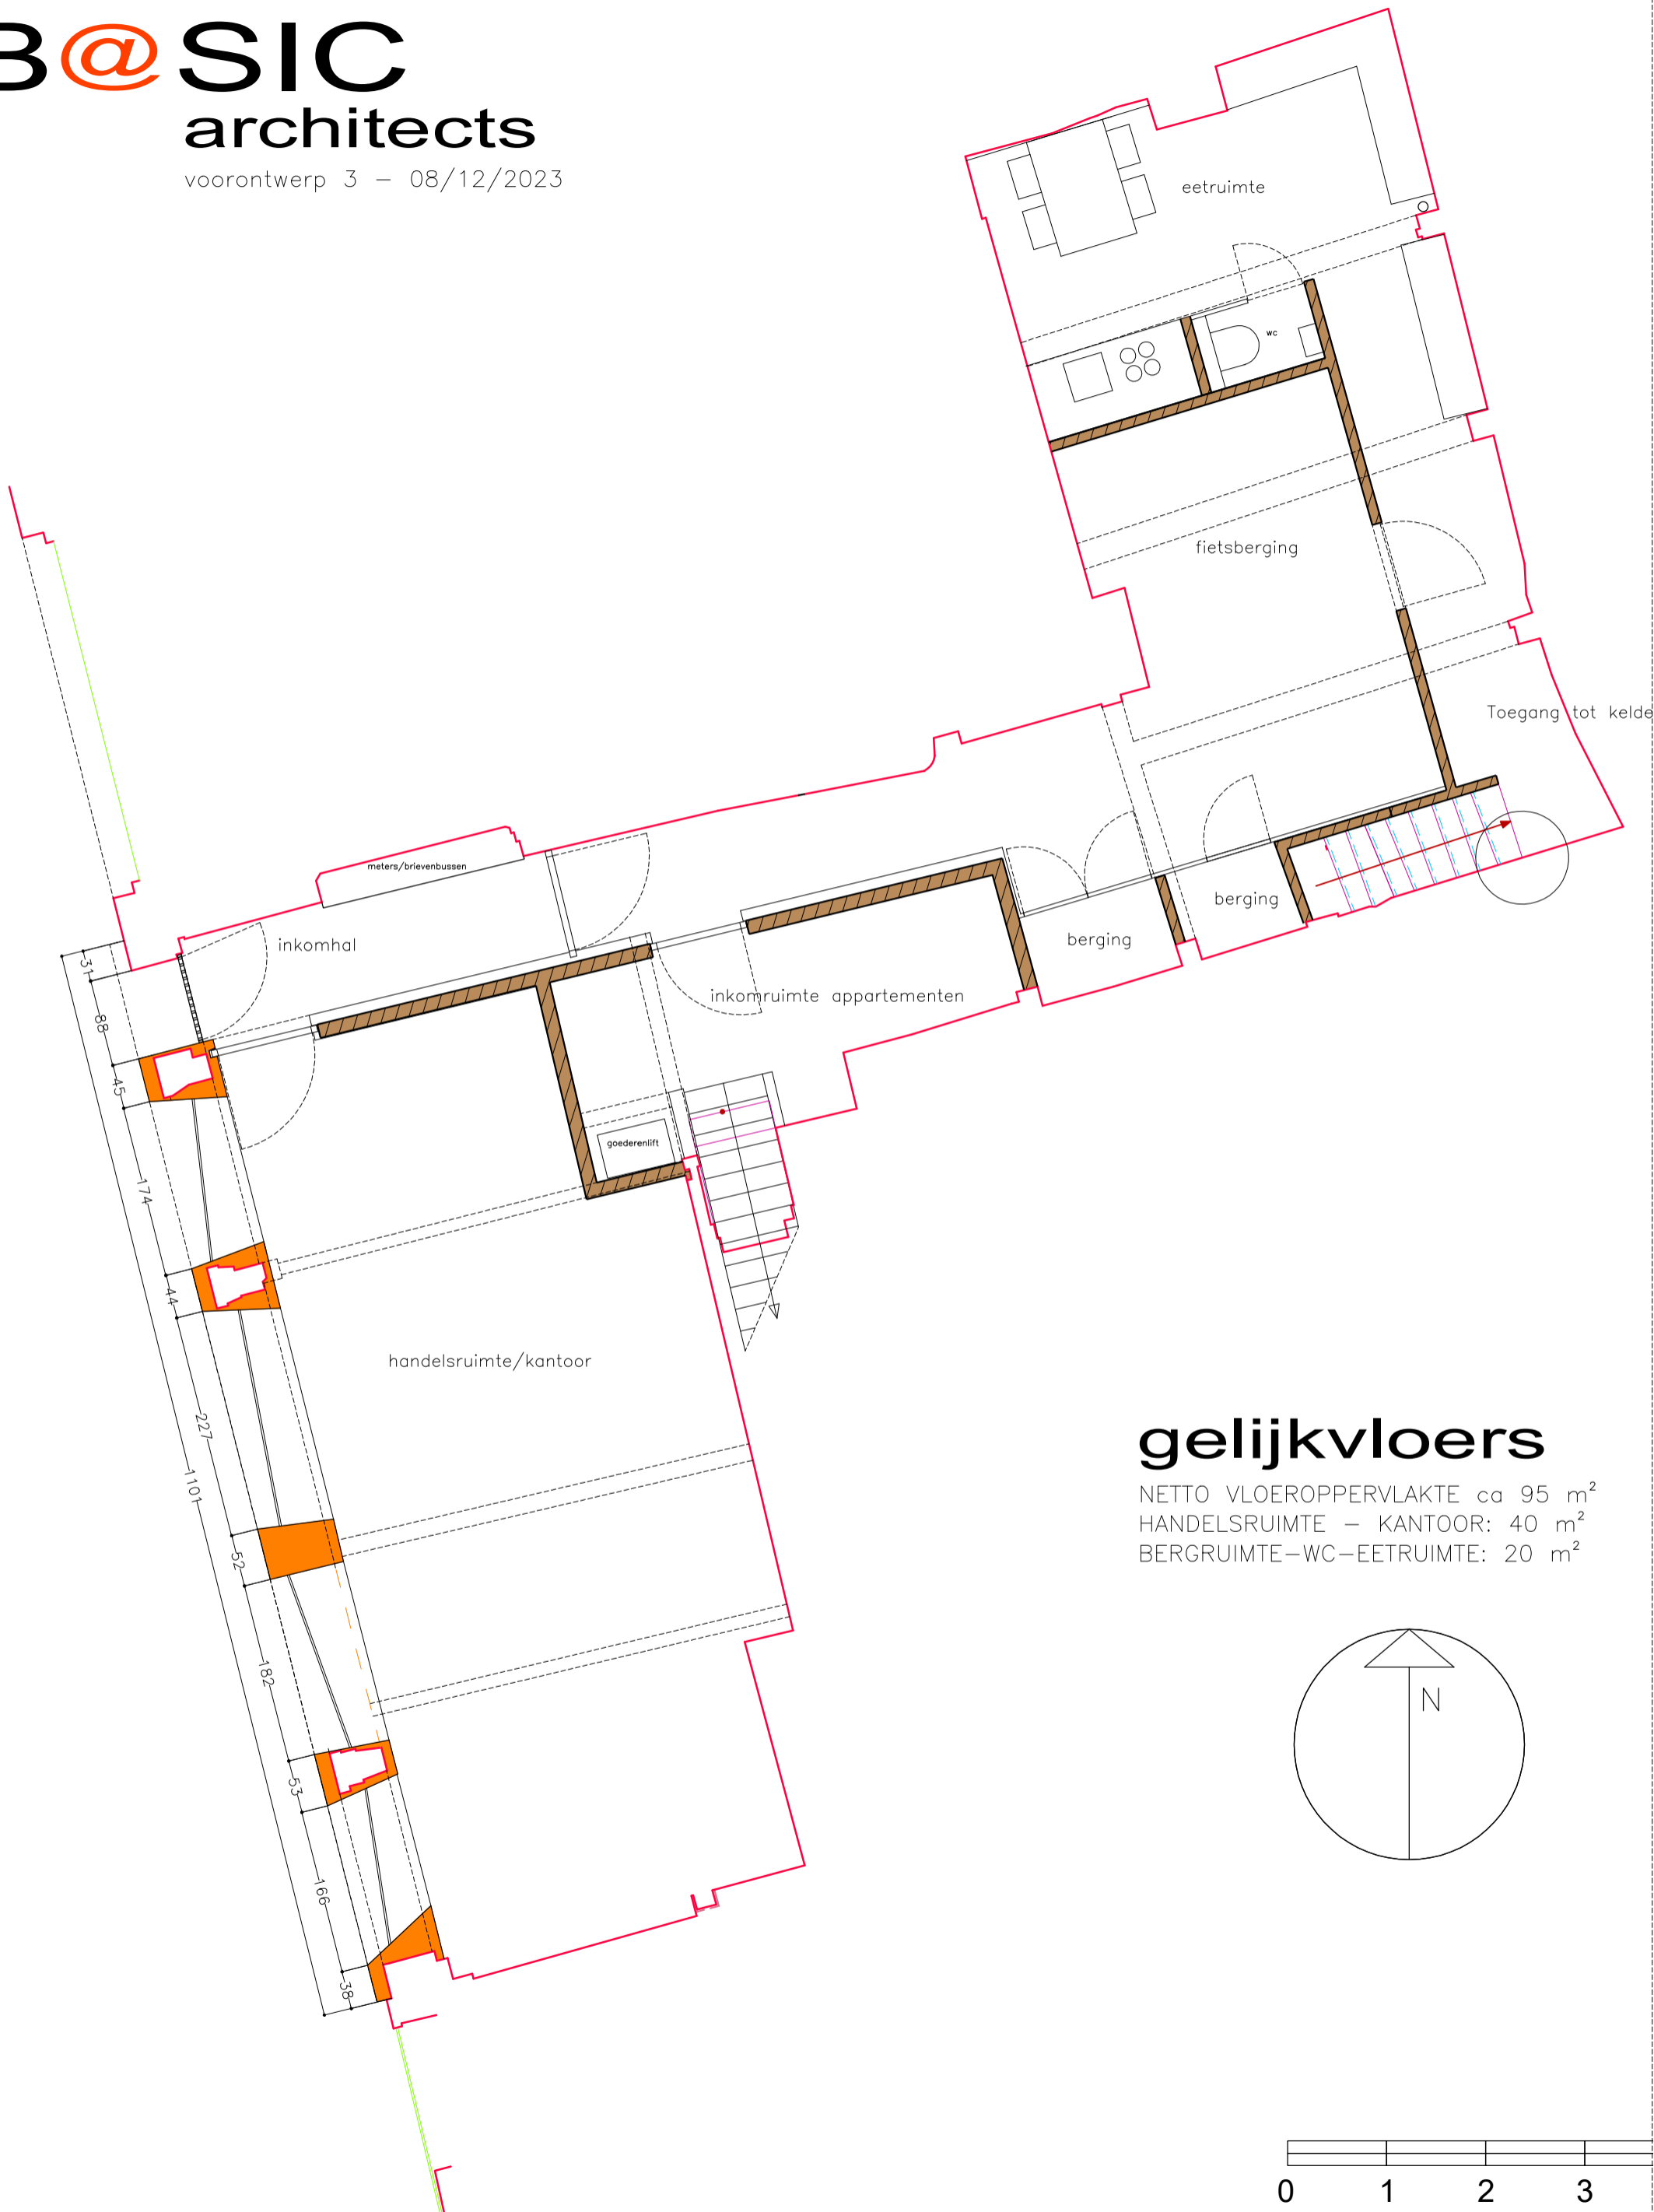 B@SIC
architects
voorontwerp 3 – 08/12/2023
eetruimte
wc
fietsberging
Toegang tot kelde
meters/brievenbussen
inkomhal
berging
berging
inkomruimte appartementen
goederenlift
handelsruimte/kantoor
31
88
45
174
44
227
1101
52
182
53
166
38
gelijkvloers
NETTO VLOEROPPERVLAKTE ca 95 m²
HANDELSRUIMTE – KANTOOR: 40 m²
BERGRUIMTE–WC–EETRUIMTE: 20 m²
N
0 1 2 3